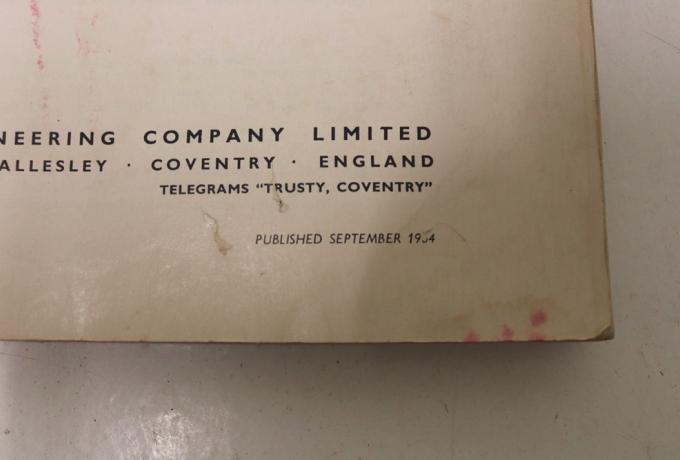 NEERING COMPANY LIMITED
ALLESLEY · COVENTRY · ENGLAND
TELEGRAMS “TRUSTY, COVENTRY”
PUBLISHED SEPTEMBER